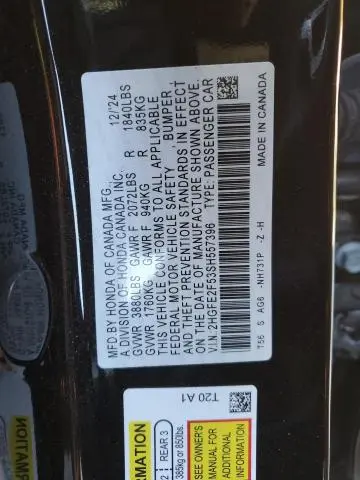 MFD.BY HONDA OF CANADA MFG., 12/24
A DIVISION OF HONDA CANADA INC.
GVWR 3880LBS GAWR F 2072LBS R 1840LBS
GVWR 1760KG GAWR F 940KG R 835KG
THIS VEHICLE CONFORMS TO ALL APPLICABLE
FEDERAL MOTOR VEHICLE SAFETY, BUMPER,
AND THEFT PREVENTION STANDARDS IN EFFECT
ON THE DATE OF MANUFACTURE SHOWN ABOVE.
V.I.N.:2HGFE2F53SH557396 TYPE: PASSENGER CAR
T56 S AG6 -NH731P -Z -H MADE IN CANADA
T20 A1
REAR 3
385kg or 850lbs.
SEE OWNER'S
MANUAL FOR
ADDITIONAL
INFORMATION